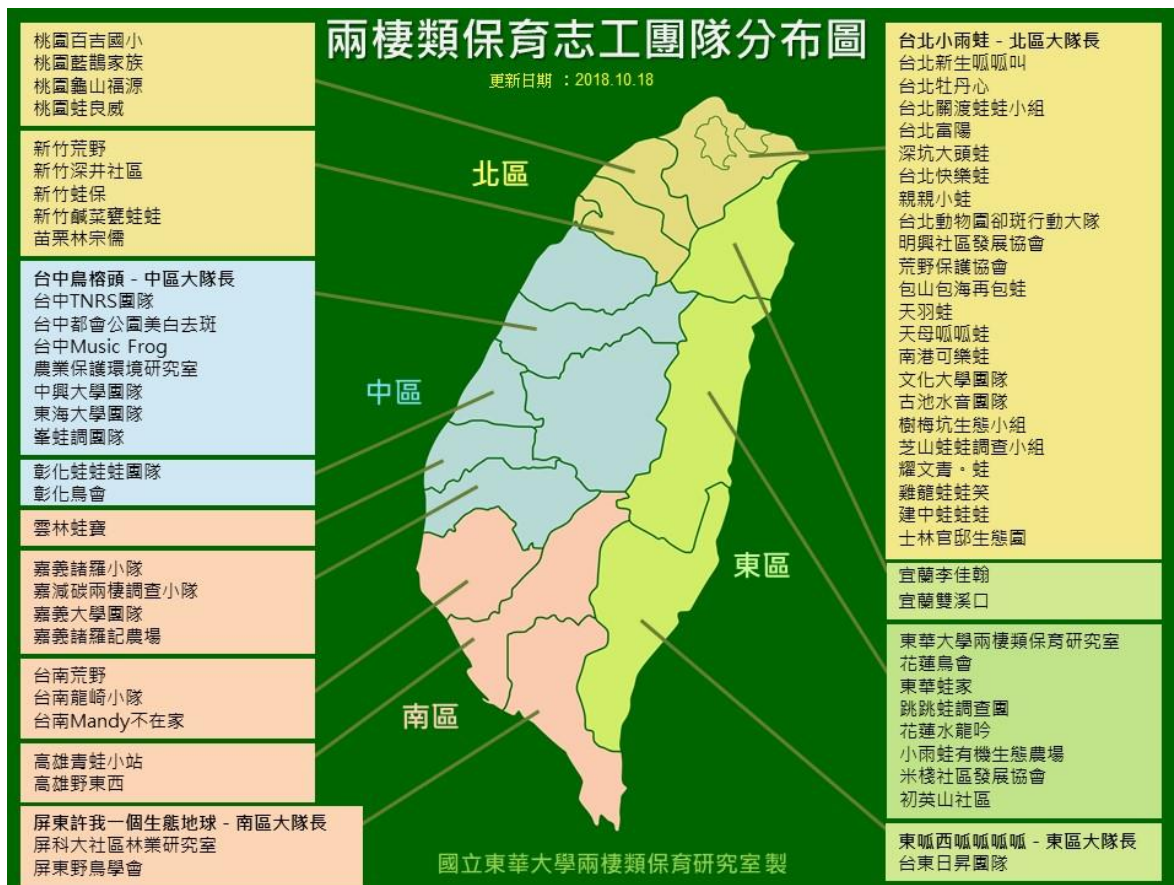 兩棲類保育志工團隊分布圖
更新日期 :2018.10.18
桃園百吉國小
桃園藍鵲家族
桃園龜山福源
桃園蛙良威
新竹荒野
新竹深井社區
新竹蛙保
新竹鹹菜甕蛙蛙
苗栗林宗儒
台中鳥榕頭 - 中區大隊長
台中TNRS團隊
台中都會公園美白去斑
台中Music Frog
農業保護環境研究室
中興大學團隊
東海大學團隊
峯蛙調團隊
彰化蛙蛙蛙團隊
彰化鳥會
雲林蛙寶
嘉義諸羅小隊
嘉減碳兩棲調查小隊
嘉義大學團隊
嘉義諸羅記農場
台南荒野
台南龍崎小隊
台南Mandy不在家
高雄青蛙小站
高雄野東西
屏東許我一個生態地球 - 南區大隊長
屏科大社區林業研究室
屏東野鳥學會
北區
中區
南區
東區
台北小雨蛙 - 北區大隊長
台北新生呱呱叫
台北牡丹心
台北關渡蛙蛙小組
台北富陽
深坑大頭蛙
台北快樂蛙
親親小蛙
台北動物園卻斑行動大隊
明興社區發展協會
荒野保護協會
包山包海再包蛙
天羽蛙
天母呱呱蛙
南港可樂蛙
文化大學團隊
古池水音團隊
樹梅坑生態小組
芝山蛙蛙調查小組
耀文青。蛙
雞籠蛙蛙笑
建中蛙蛙蛙
士林官邸生態園
宜蘭李佳翰
宜蘭雙溪口
東華大學兩棲類保育研究室
花蓮鳥會
東華蛙家
跳跳蛙調查團
花蓮水龍吟
小雨蛙有機生態農場
米棧社區發展協會
初英山社區
東呱西呱呱呱呱 - 東區大隊長
台東日昇團隊
國立東華大學兩棲類保育研究室製